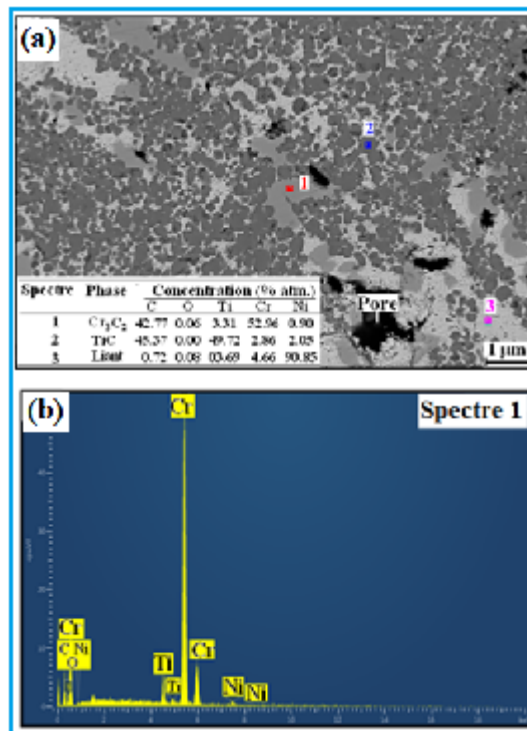 (a)
2
1
3
Spectre Phase Concentration (% atm.)
C O Ti Cr Ni
1 Cr3C2 42.77 0.06 3.31 52.96 0.90
2 TiC 45.37 0.00 49.72 2.86 2.05
3 Liant 0.72 0.08 03.69 4.66 90.85
Pore
1 µm
(b)
Cr
Spectre 1
Cr
C Ni
O
Ti
Ti
Cr
Ni
Ni